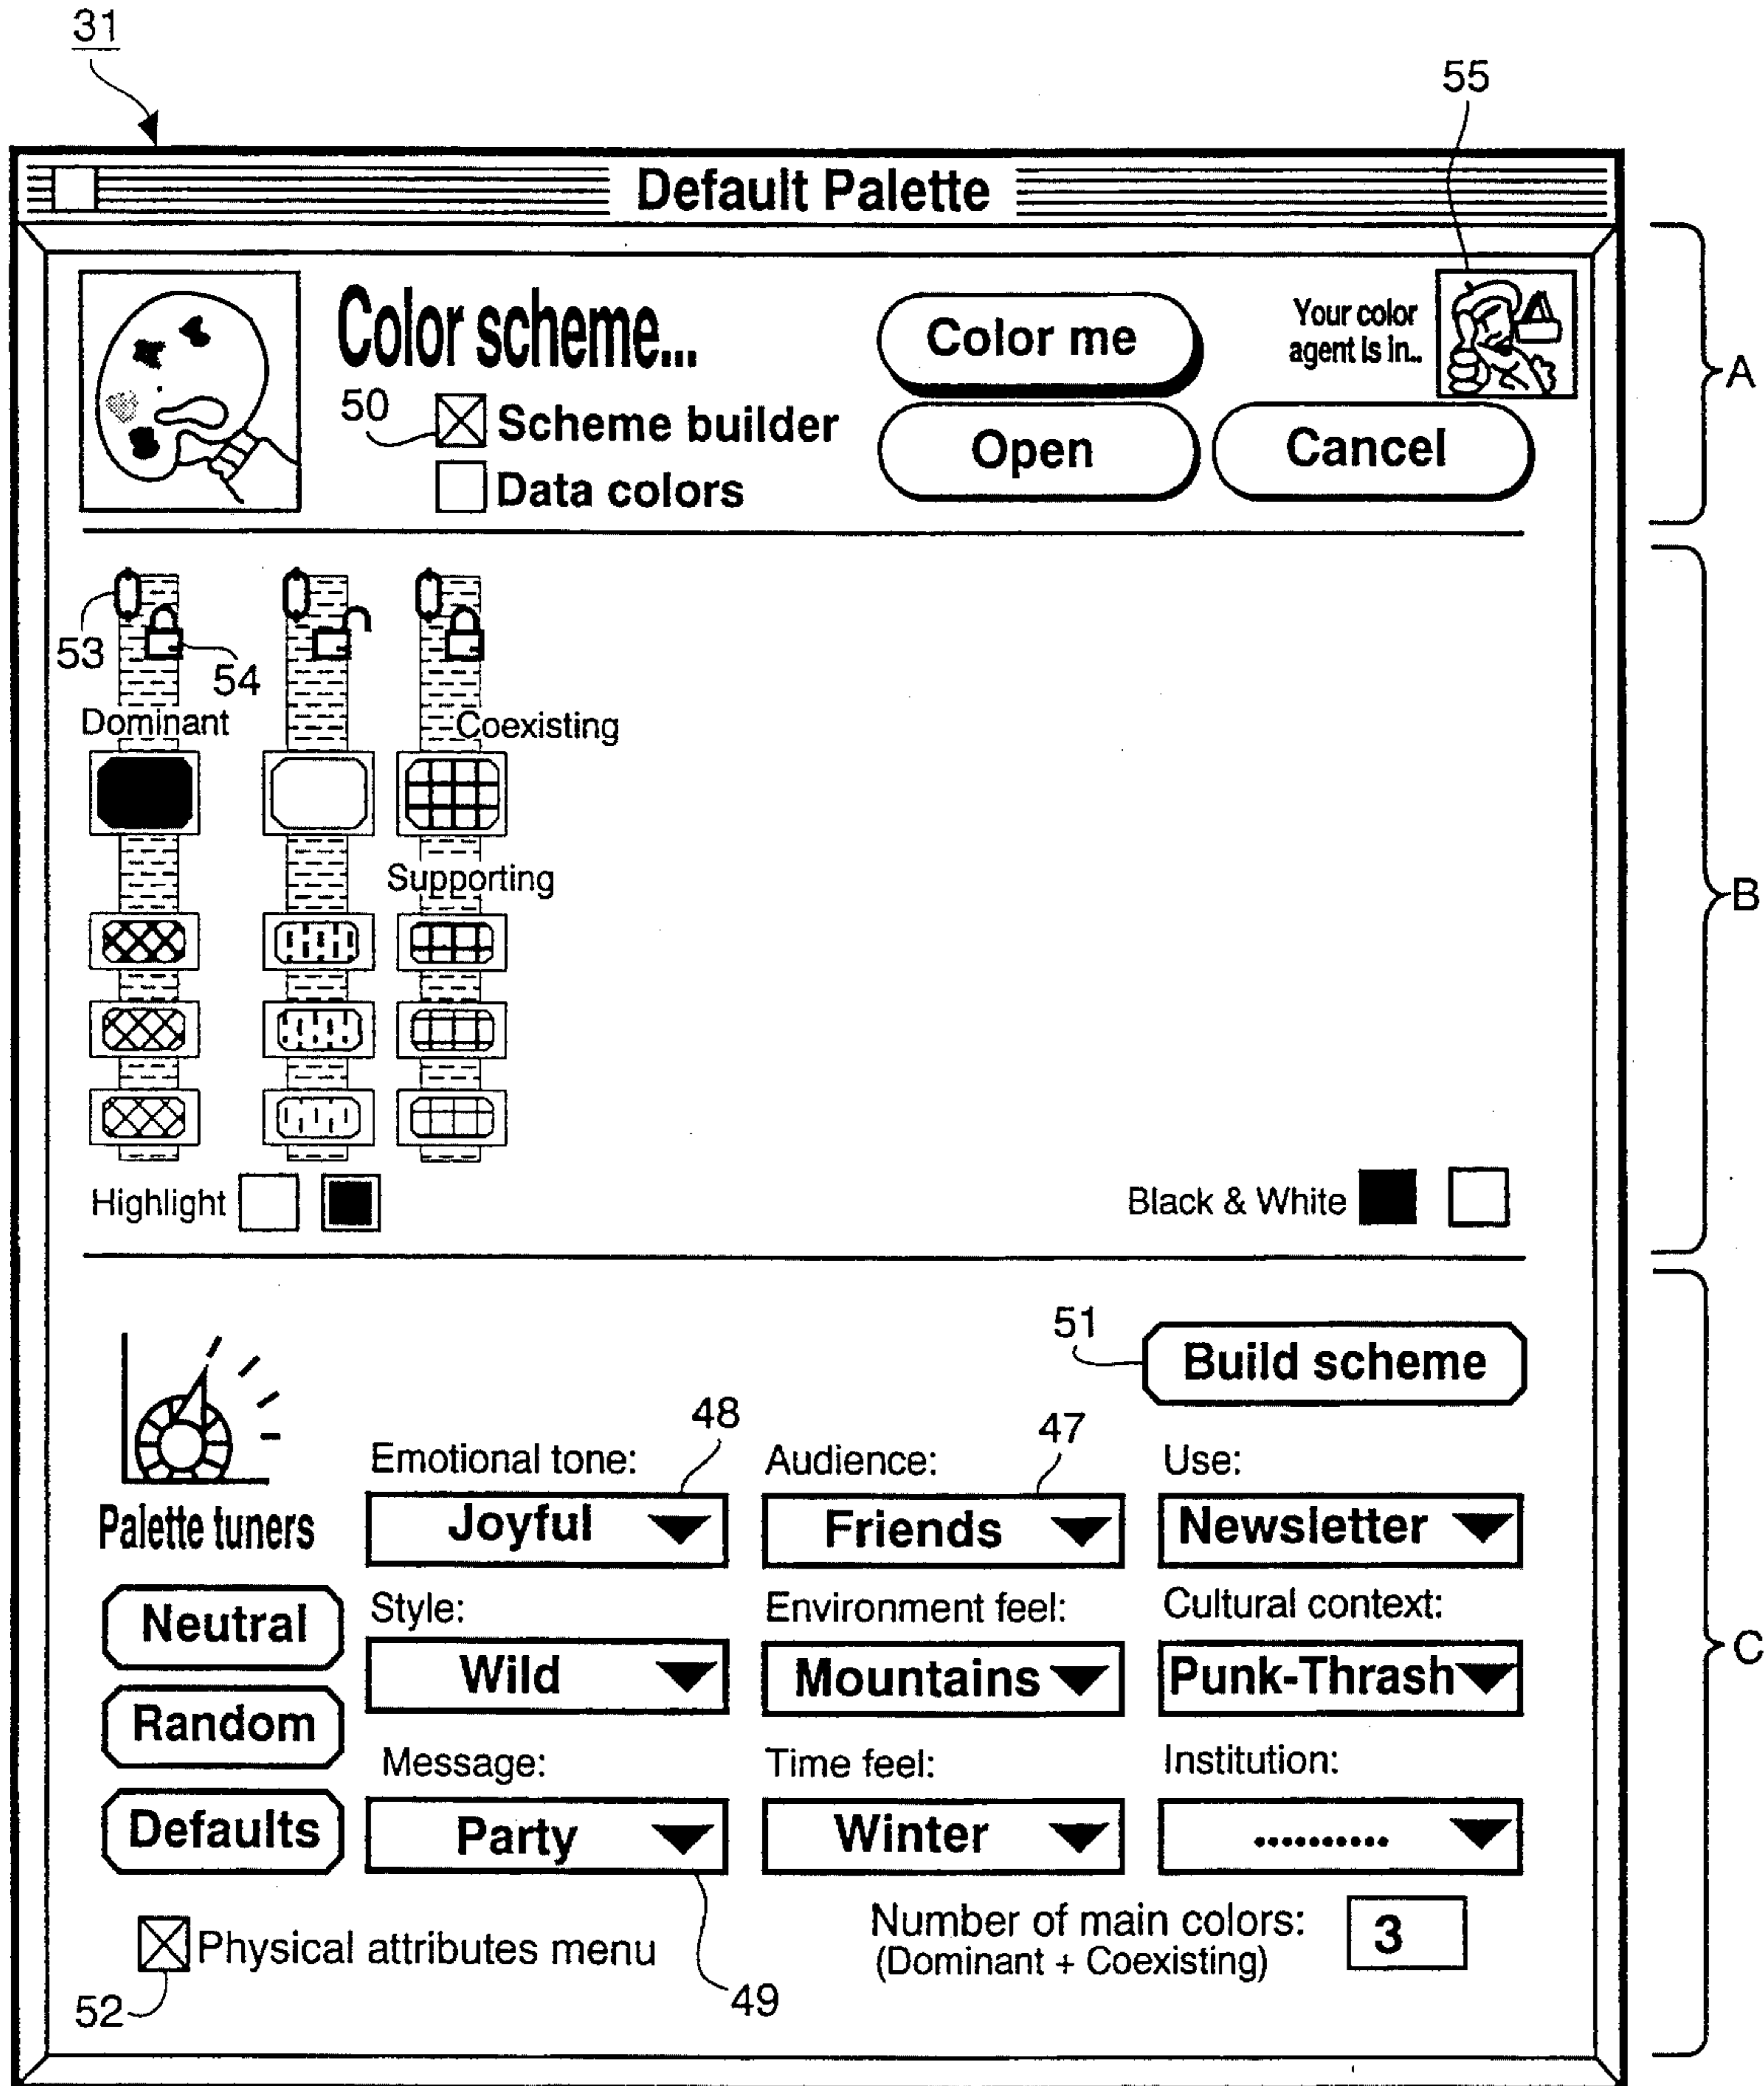 31
55
Default Palette
A
Color scheme...
Color me
Your color
agent is in..
50
Scheme builder
Open
Cancel
Data colors
53
54
Dominant
Coexisting
B
Supporting
Highlight
Black & White
51
Build scheme
48
47
Emotional tone:
Audience:
Use:
Palette tuners
Joyful
Friends
Newsletter
Neutral
Style:
Environment feel:
Cultural context:
C
Wild
Mountains
Punk-Thrash
Random
Message:
Time feel:
Institution:
Defaults
Party
Winter
..........
Physical attributes menu
Number of main colors:
(Dominant + Coexisting)
3
52
49